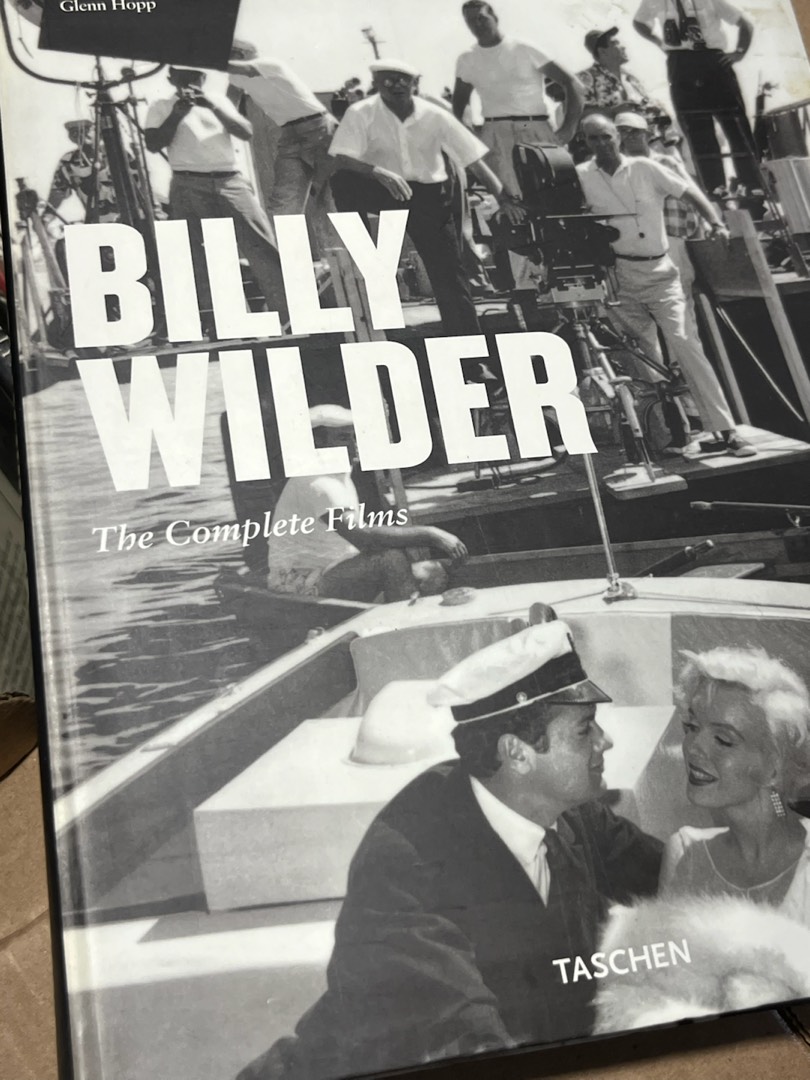 Glenn Hopp
BILLY
WILDER
The Complete Films
TASCHEN